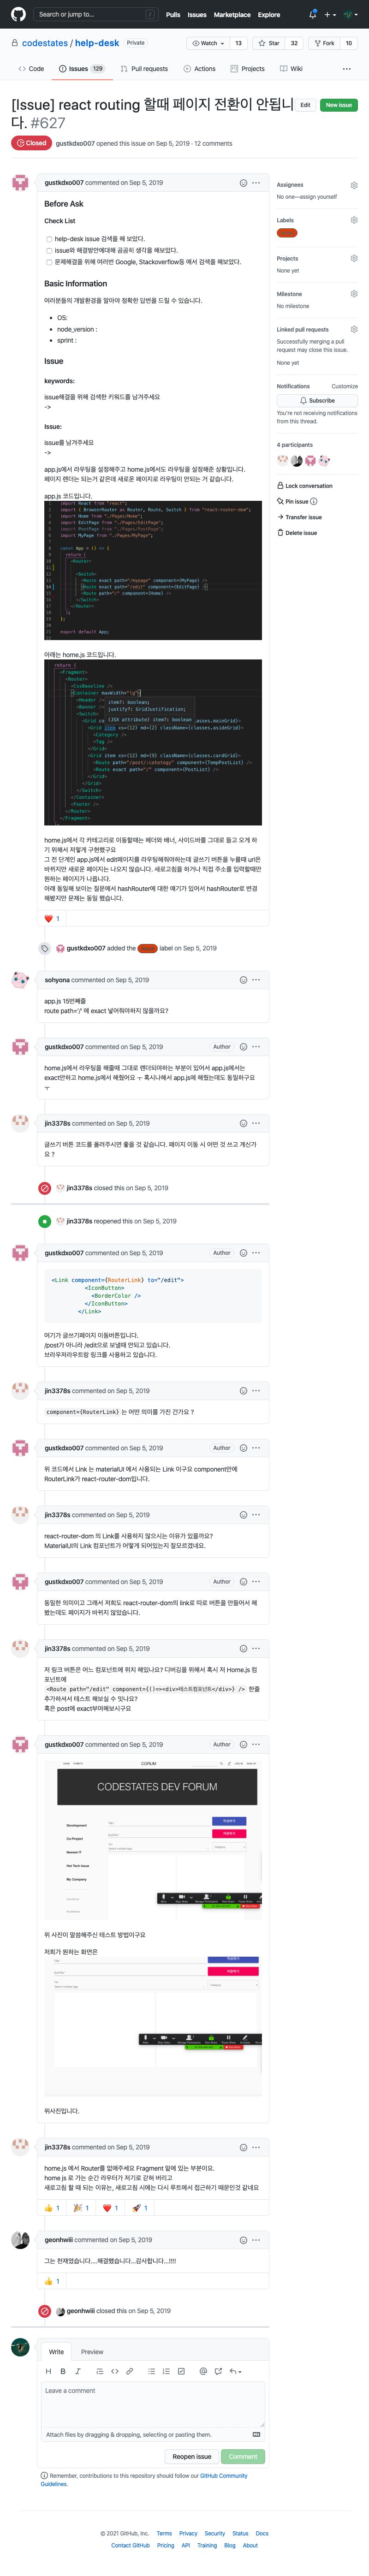 Search or jump to...
/
Pulls Issues Marketplace Explore
codestates / help-desk Private
Watch 13 Star 32 Fork 10
Code Issues 129 Pull requests Actions Projects Wiki
[Issue] react routing 할때 페이지 전환이 안됩니다. #627
Edit New issue
Closed gustkdxo007 opened this issue on Sep 5, 2019 · 12 comments
gustkdxo007 commented on Sep 5, 2019
Before Ask
Check List
help-desk issue 검색을 해 보았다.
issue와 해결방안에대해 곰곰히 생각을 해보았다.
문제해결을 위해 여러번 Google, Stackoverflow등 에서 검색을 해보았다.
Basic Information
여러분들의 개발환경을 알아야 정확한 답변을 드릴 수 있습니다.
OS:
node_version :
sprint :
Issue
keywords:
issue해결을 위해 검색한 키워드를 남겨주세요
->
Issue:
issue를 남겨주세요
->
app.js에서 라우팅을 설정해주고 home.js에서도 라우팅을 설정해준 상황입니다.
페이지 렌더는 되는거 같은데 새로운 페이지로 라우팅이 안되는 거 같습니다.
app.js 코드입니다.
import React from "react";
import { BrowserRouter as Router, Route, Switch } from "react-router-dom";
import Home from "./Pages/Home";
import EditPage from "./Pages/EditPage";
import PostPage from "./Pages/PostPage";
import MyPage from "./Pages/MyPage";
const App = () => {
return (
<Router>
<Switch>
<Route exact path="/mypage" component={MyPage} />
<Route exact path="/edit" component={EditPage} />
<Route path="/" component={Home} />
</Switch>
</Router>
);
};
export default App;
아래는 home.js 코드입니다.
return (
<Fragment>
<Router>
<CssBaseline />
<Container maxWidth="lg">
<Header />
<Banner />
<Switch>
item?: boolean;
justify?: GridJustification;
(JSX attribute) item?: boolean
<Grid item xs={12} md={2} className={classes.sideGrid}>
<Category />
<Tag />
</Grid>
<Grid item xs={12} md={9} className={classes.cardGrid}>
</Grid>
</Switch>
</Container>
<Footer />
</Router>
</Fragment>
home.js에서 각 카테고리로 이동할때는 헤더와 배너, 사이드바를 그대로 들고 오게 하기 위해서 저렇게 구현했구요
그 전 단계인 app.js에서 edit페이지를 라우팅해줘야하는데 글쓰기 버튼을 누를때 url은 바뀌지만 새로운 페이지는 나오지 않습니다. 새로고침을 하거나 직접 주소를 입력할때만 원하는 페이지가 나옵니다.
아래 동일해 보이는 질문에서 hashRouter에 대한 얘기가 있어서 hashRouter로 변경해봤지만 문제는 동일 했습니다.
1
gustkdxo007 added the label on Sep 5, 2019
sohyona commented on Sep 5, 2019
app.js 15번째줄
route path='/' 에 exact 넣어줘야하지 않을까요?
gustkdxo007 commented on Sep 5, 2019 Author
home.js에서 라우팅을 해줄때 그대로 렌더되야하는 부분이 있어서 app.js에서는 exact안하고 home.js에서 해줬어요 ㅜ 혹시나해서 app.js에 해줬는데도 동일하구요 ㅜ
jin3378s commented on Sep 5, 2019
글쓰기 버튼 코드를 올려주시면 좋을 것 같습니다. 페이지 이동 시 어떤 것 쓰고 계신가요 ?
jin3378s closed this on Sep 5, 2019
jin3378s reopened this on Sep 5, 2019
gustkdxo007 commented on Sep 5, 2019 Author
<Link component={RouterLink} to="/edit">
<IconButton>
<BorderColor />
</IconButton>
</Link>
여기가 글쓰기페이지 이동버튼입니다.
/post가 아니라 /edit으로 보낼때 안되고 있습니다.
브라우저라우트랑 링크를 사용하고 있습니다.
jin3378s commented on Sep 5, 2019
component={RouterLink} 는 어떤 의미를 가진 건가요 ?
gustkdxo007 commented on Sep 5, 2019 Author
위 코드에서 Link 는 materialUI 에서 사용되는 Link 이구요 component안에 RouterLink가 react-router-dom입니다.
jin3378s commented on Sep 5, 2019
react-router-dom 의 Link를 사용하지 않으시는 이유가 있을까요?
MaterialUI의 Link 컴포넌트가 어떻게 되어있는지 잘모르겠네요.
gustkdxo007 commented on Sep 5, 2019 Author
동일한 의미이고 그래서 저희도 react-router-dom의 link로 따로 버튼을 만들어서 해봤는데도 페이지가 바뀌지 않았습니다.
jin3378s commented on Sep 5, 2019
저 링크 버튼은 어느 컴포넌트에 위치 해있나요? 디버깅을 위해서 혹시 저 Home.js 컴포넌트에
<Route path="/edit" component={()=><div>테스트컴포넌트</div>} /> 한줄 추가하셔서 테스트 해보실 수 있나요?
혹은 post에 exact부여해보시구요
gustkdxo007 commented on Sep 5, 2019 Author
CODESTATES DEV FORUM
Development
Co-Project
Newest IT
Hot Tech Issue
My Company
위 사진이 말씀해주신 테스트 방법이구요
저희가 원하는 화면은
위사진입니다.
jin3378s commented on Sep 5, 2019
home.js 에서 Router를 없애주세요 Fragment 밑에 있는 부분이요.
home js 로 가는 순간 라우터가 저기로 갇혀 버리고
새로고침 할 때 되는 이유는, 새로고침 시에는 다시 루트에서 접근하기 때문인것 같네요
1 1 1 1
geonhwiii commented on Sep 5, 2019
그는 천재였습니다....해결했습니다...감사합니다...!!!!
1
geonhwiii closed this on Sep 5, 2019
Write Preview
Leave a comment
Attach files by dragging & dropping, selecting or pasting them.
Reopen issue Comment
Remember, contributions to this repository should follow our GitHub Community Guidelines.
Assignees
No one—assign yourself
Labels
Projects
None yet
Milestone
No milestone
Linked pull requests
Successfully merging a pull request may close this issue.
None yet
Notifications Customize
Subscribe
You're not receiving notifications from this thread.
4 participants
Lock conversation
Pin issue
Transfer issue
Delete issue
© 2021 GitHub, Inc. Terms Privacy Security Status Docs
Contact GitHub Pricing API Training Blog About